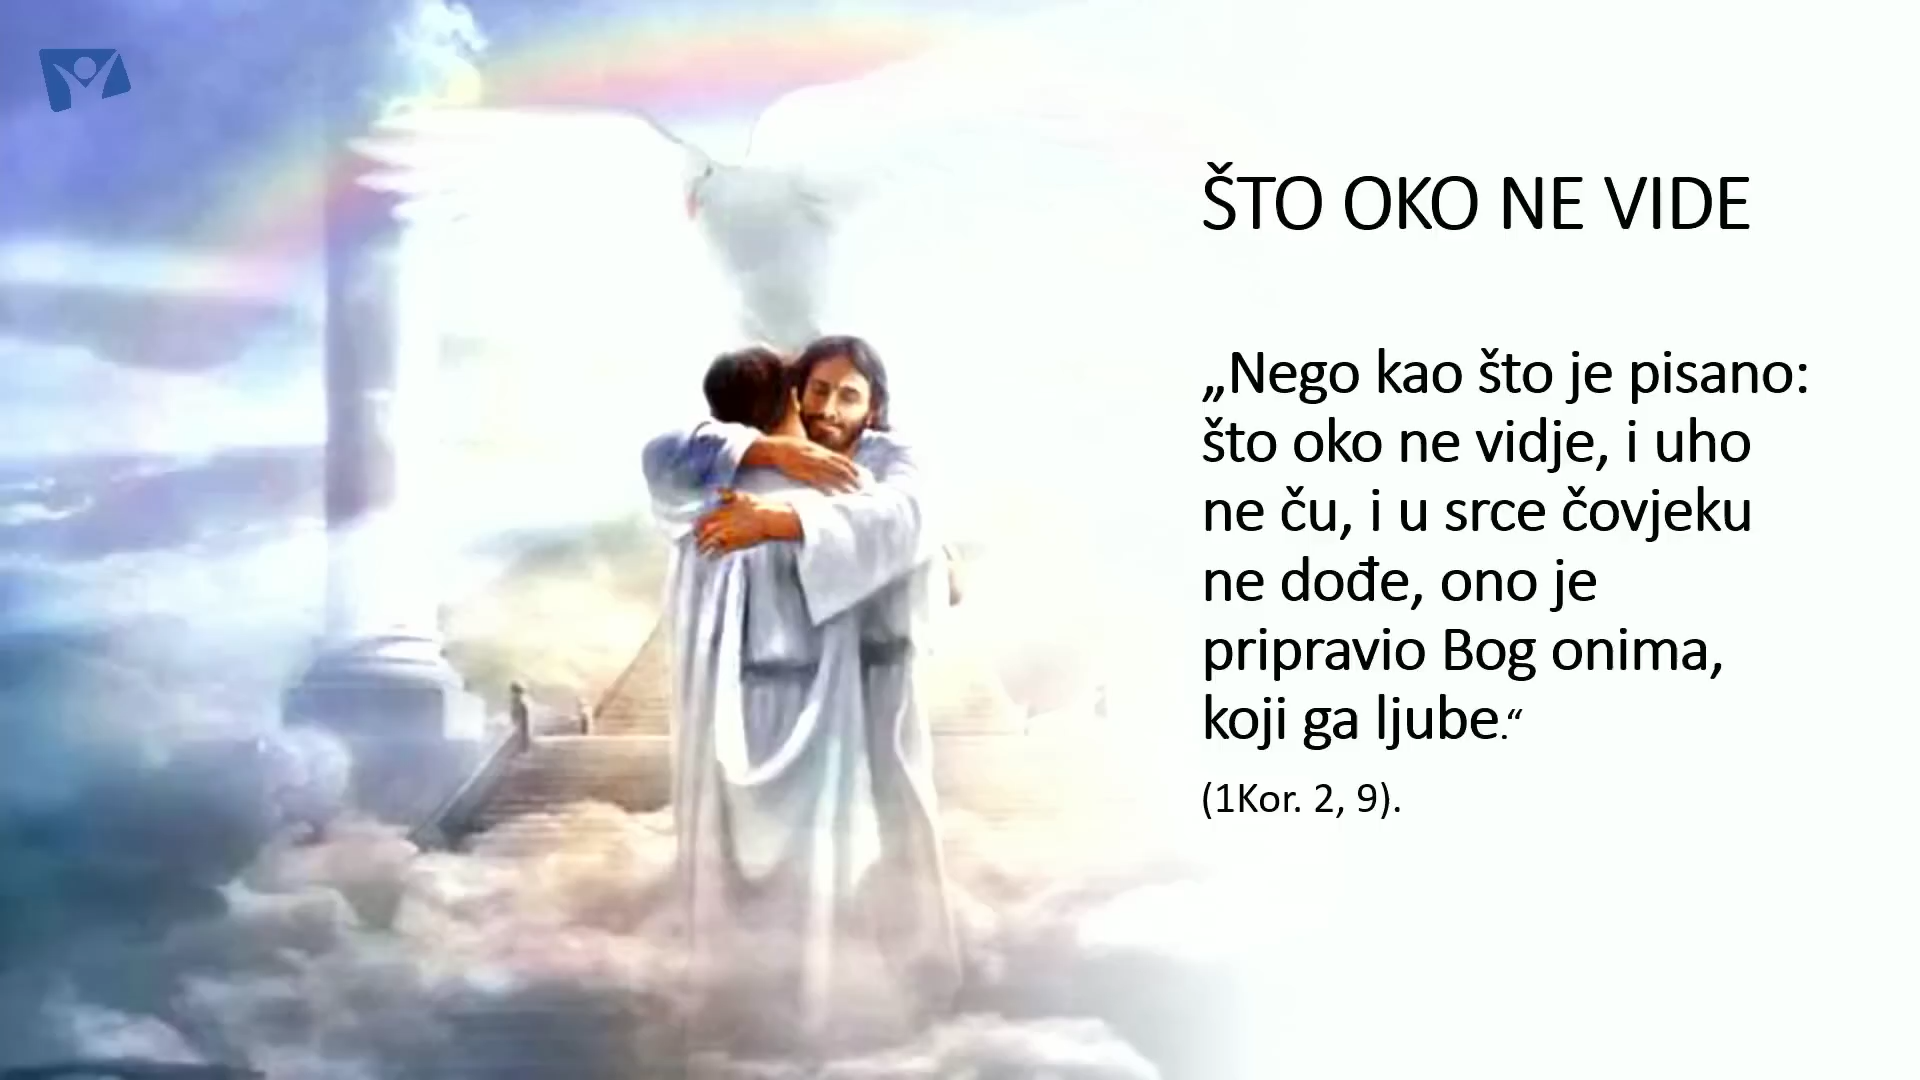 ŠTO OKO NE VIDE
„Nego kao što je pisano:
što oko ne vidje, i uho
ne ču, i u srce čovjeku
ne dođe, ono je
pripravio Bog onima,
koji ga ljube.“
(1Kor. 2, 9).